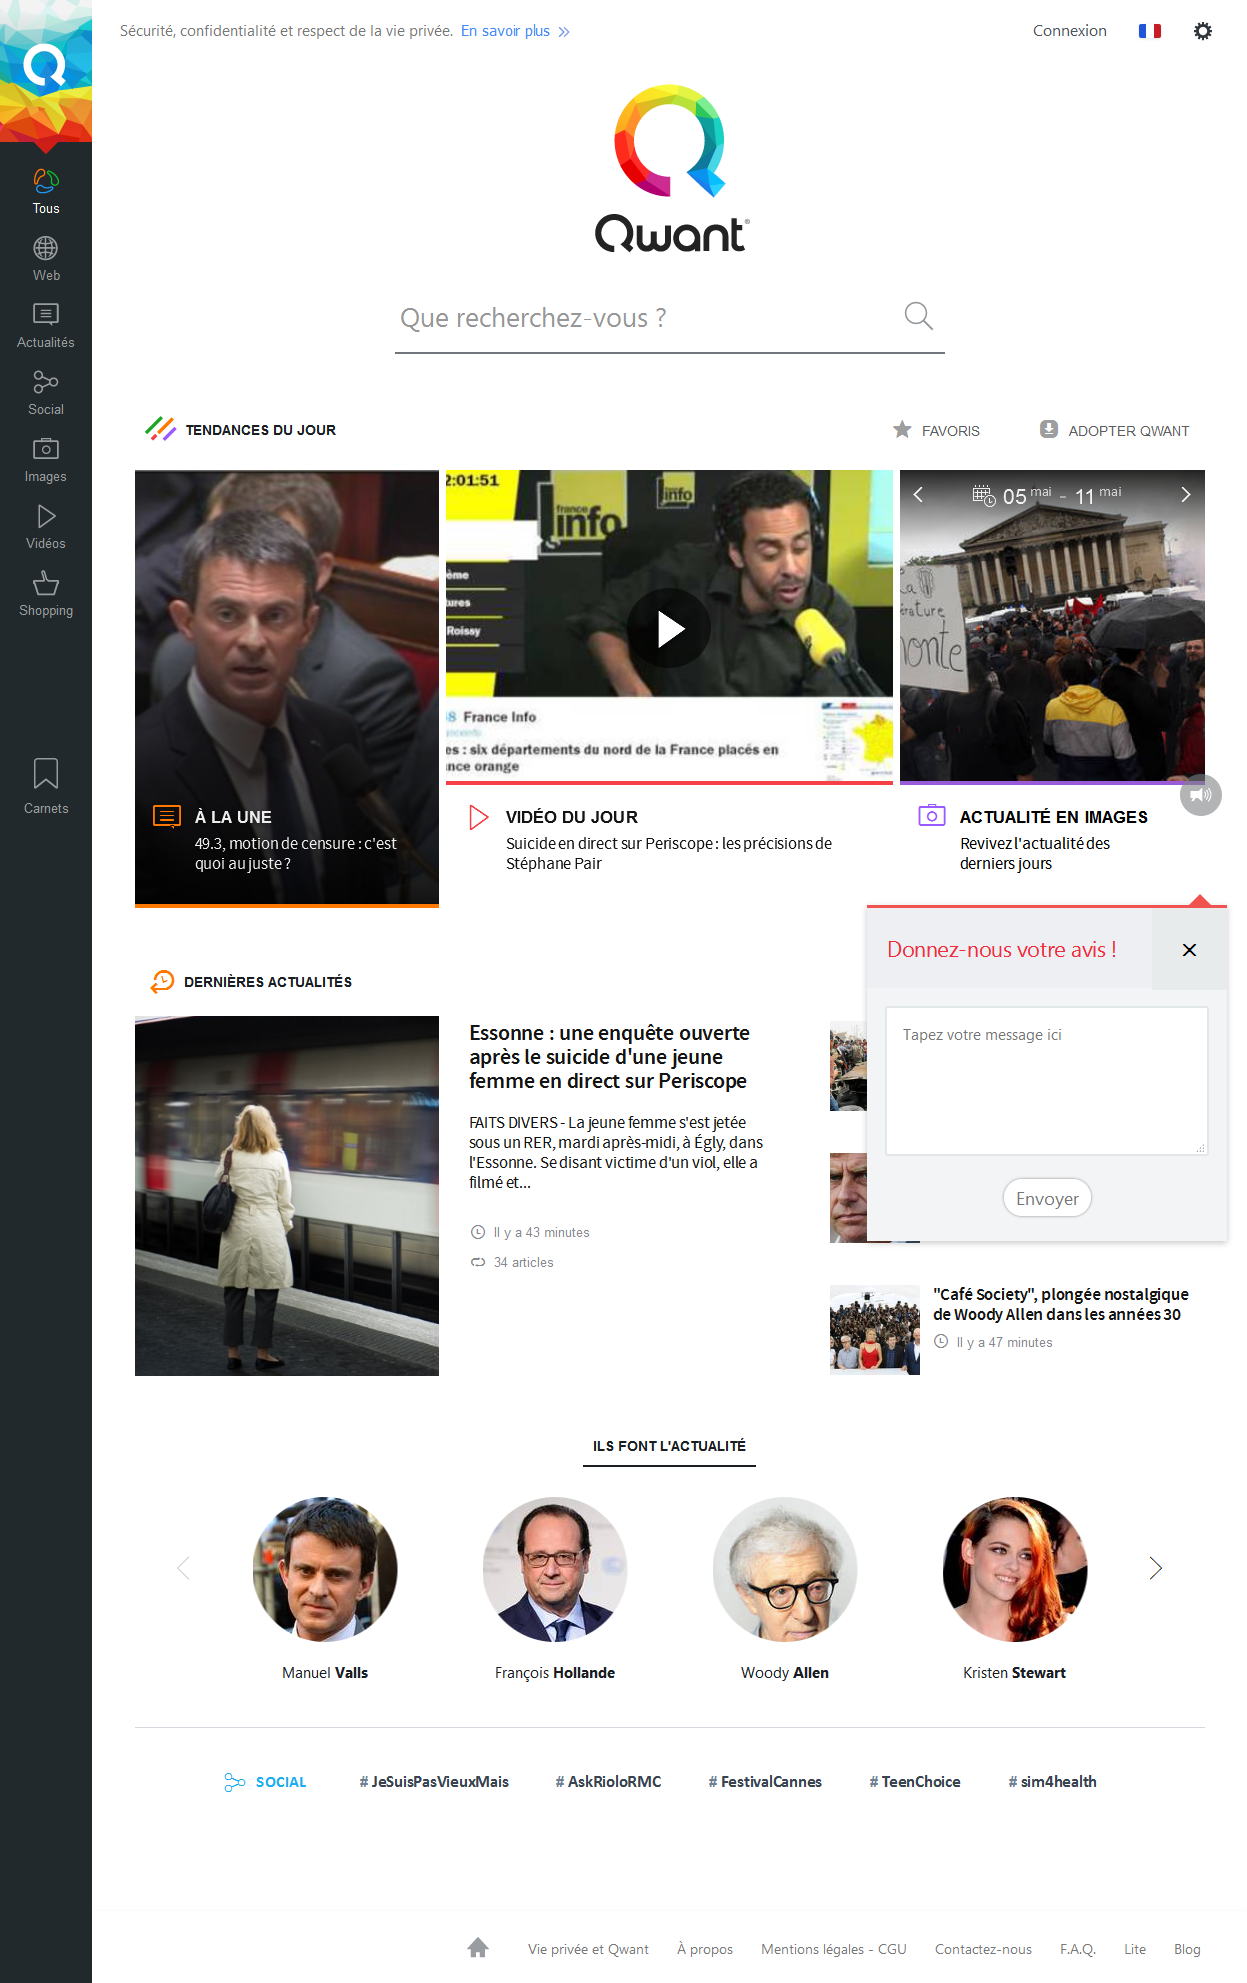 Sécurité, confidentialité et respect de la vie privée. En savoir plus
Connexion
Tous
Web
Actualités
Social
Images
Vidéos
Shopping
Carnets
Qwant
Que recherchez-vous ?
TENDANCES DU JOUR
FAVORIS
ADOPTER QWANT
2:01:51
france
info
info
ème
ures
Roissy
France Info
es : six départements du nord de la France placés en
nce orange
05 mai - 11 mai
onte
À LA UNE
49.3, motion de censure : c'est
quoi au juste ?
VIDÉO DU JOUR
Suicide en direct sur Periscope : les précisions de
Stéphane Pair
ACTUALITÉ EN IMAGES
Revivez l'actualité des
derniers jours
Donnez-nous votre avis !
Tapez votre message ici
Envoyer
DERNIÈRES ACTUALITÉS
Essonne : une enquête ouverte
après le suicide d'une jeune
femme en direct sur Periscope
FAITS DIVERS - La jeune femme s'est jetée
sous un RER, mardi après-midi, à Égly, dans
l'Essonne. Se disant victime d'un viol, elle a
filmé et...
Il y a 43 minutes
34 articles
"Café Society", plongée nostalgique
de Woody Allen dans les années 30
Il y a 47 minutes
ILS FONT L'ACTUALITÉ
Manuel Valls
François Hollande
Woody Allen
Kristen Stewart
SOCIAL
# JeSuisPasVieuxMais
# AskRioloRMC
# FestivalCannes
# TeenChoice
# sim4health
Vie privée et Qwant
À propos
Mentions légales - CGU
Contactez-nous
F.A.Q.
Lite
Blog